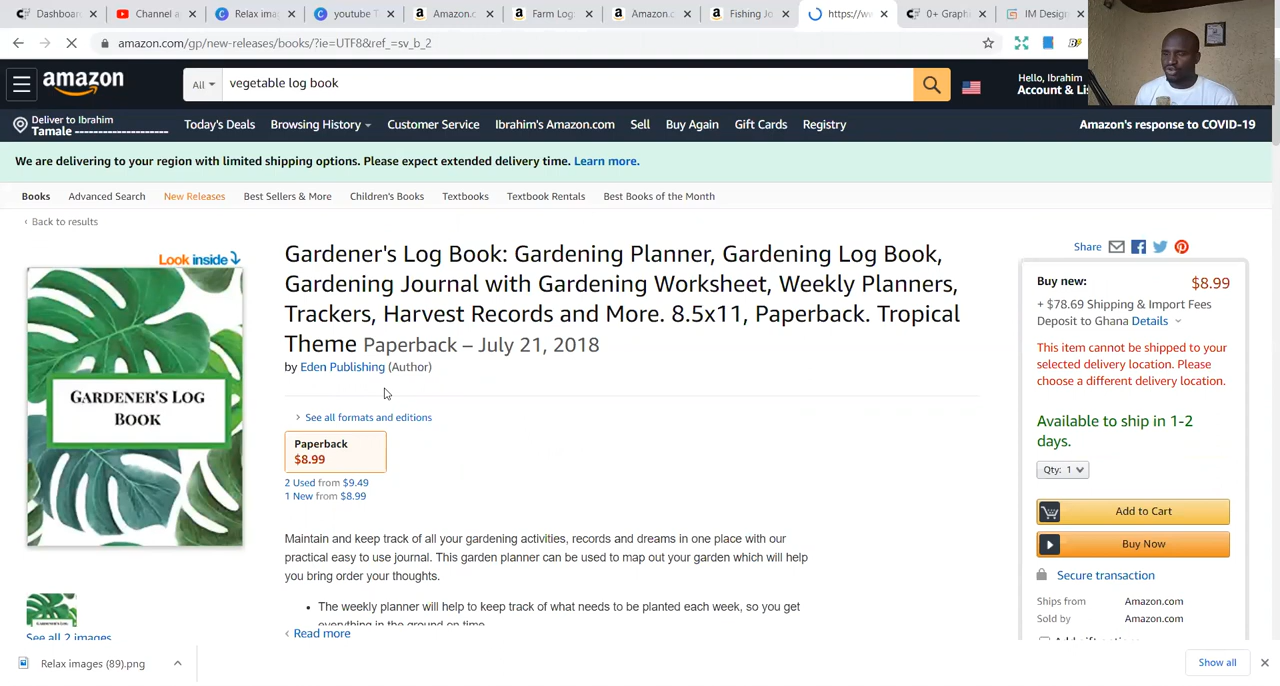 Dashboard
Channel a
Relax ima
youtube T
Amazon.c
Farm Log
Amazon.c
Fishing Jo
https://w
0+ Graph
IM Design
amazon.com/gp/new-releases/books/?ie=UTF8&ref_=sv_b_2
amazon
All
vegetable log book
Hello, Ibrahim
Account & Lis
Deliver to Ibrahim
Tamale
Today's Deals
Browsing History
Customer Service
Ibrahim's Amazon.com
Sell
Buy Again
Gift Cards
Registry
Amazon's response to COVID-19
We are delivering to your region with limited shipping options. Please expect extended delivery time. Learn more.
Books
Advanced Search
New Releases
Best Sellers & More
Children's Books
Textbooks
Textbook Rentals
Best Books of the Month
‹ Back to results
Look inside
GARDENER'S LOG
BOOK
See all 2 images
Gardener's Log Book: Gardening Planner, Gardening Log Book,
Gardening Journal with Gardening Worksheet, Weekly Planners,
Trackers, Harvest Records and More. 8.5x11, Paperback. Tropical
Theme Paperback – July 21, 2018
by Eden Publishing (Author)
› See all formats and editions
Paperback
$8.99
2 Used from $9.49
1 New from $8.99
Maintain and keep track of all your gardening activities, records and dreams in one place with our
practical easy to use journal. This garden planner can be used to map out your garden which will help
you bring order your thoughts.
• The weekly planner will help to keep track of what needs to be planted each week, so you get
everything in the ground on time
‹ Read more
Share
Buy new:
$8.99
+ $78.69 Shipping & Import Fees
Deposit to Ghana Details
This item cannot be shipped to your
selected delivery location. Please
choose a different delivery location.
Available to ship in 1-2
days.
Qty: 1
Add to Cart
Buy Now
Secure transaction
Ships from
Amazon.com
Sold by
Amazon.com
Add gift options
Relax images (89).png
Show all